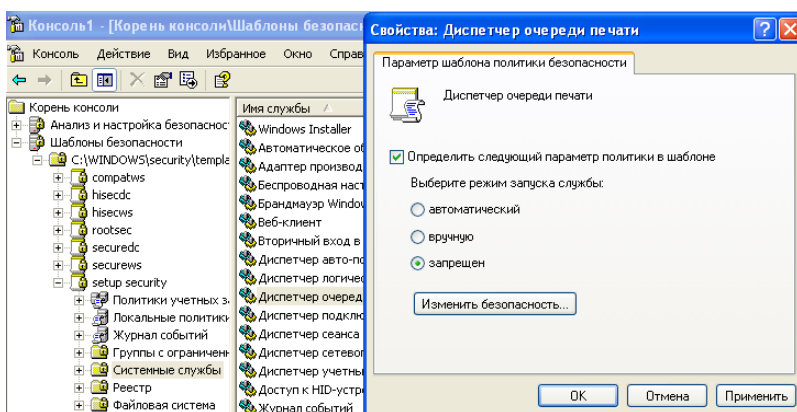 Консоль1 - [Корень консоли\Шаблоны безопасн
Консоль Действие Вид Избранное Окно Справ
Корень консоли
Анализ и настройка безопаснос
Шаблоны безопасности
C:\WINDOWS\security\templa
compatws
hisecdc
hisecws
rootsec
securedc
securews
setup security
Политики учетных з
Локальные политики
Журнал событий
Группы с ограничен
Системные службы
Реестр
Файловая система
Имя службы
Windows Installer
Автоматическое об
Адаптер производ
Беспроводная наст
Брандмауэр Window
Веб-клиент
Вторичный вход в
Диспетчер авто-по
Диспетчер логичес
Диспетчер очеред
Диспетчер подклю
Диспетчер сеанса
Диспетчер сетевог
Диспетчер учетны
Доступ к HID-устро
Журнал событий
Свойства: Диспетчер очереди печати
Параметр шаблона политики безопасности
Диспетчер очереди печати
Определить следующий параметр политики в шаблоне
Выберите режим запуска службы:
автоматический
вручную
запрещен
Изменить безопасность...
OK Отмена Применить